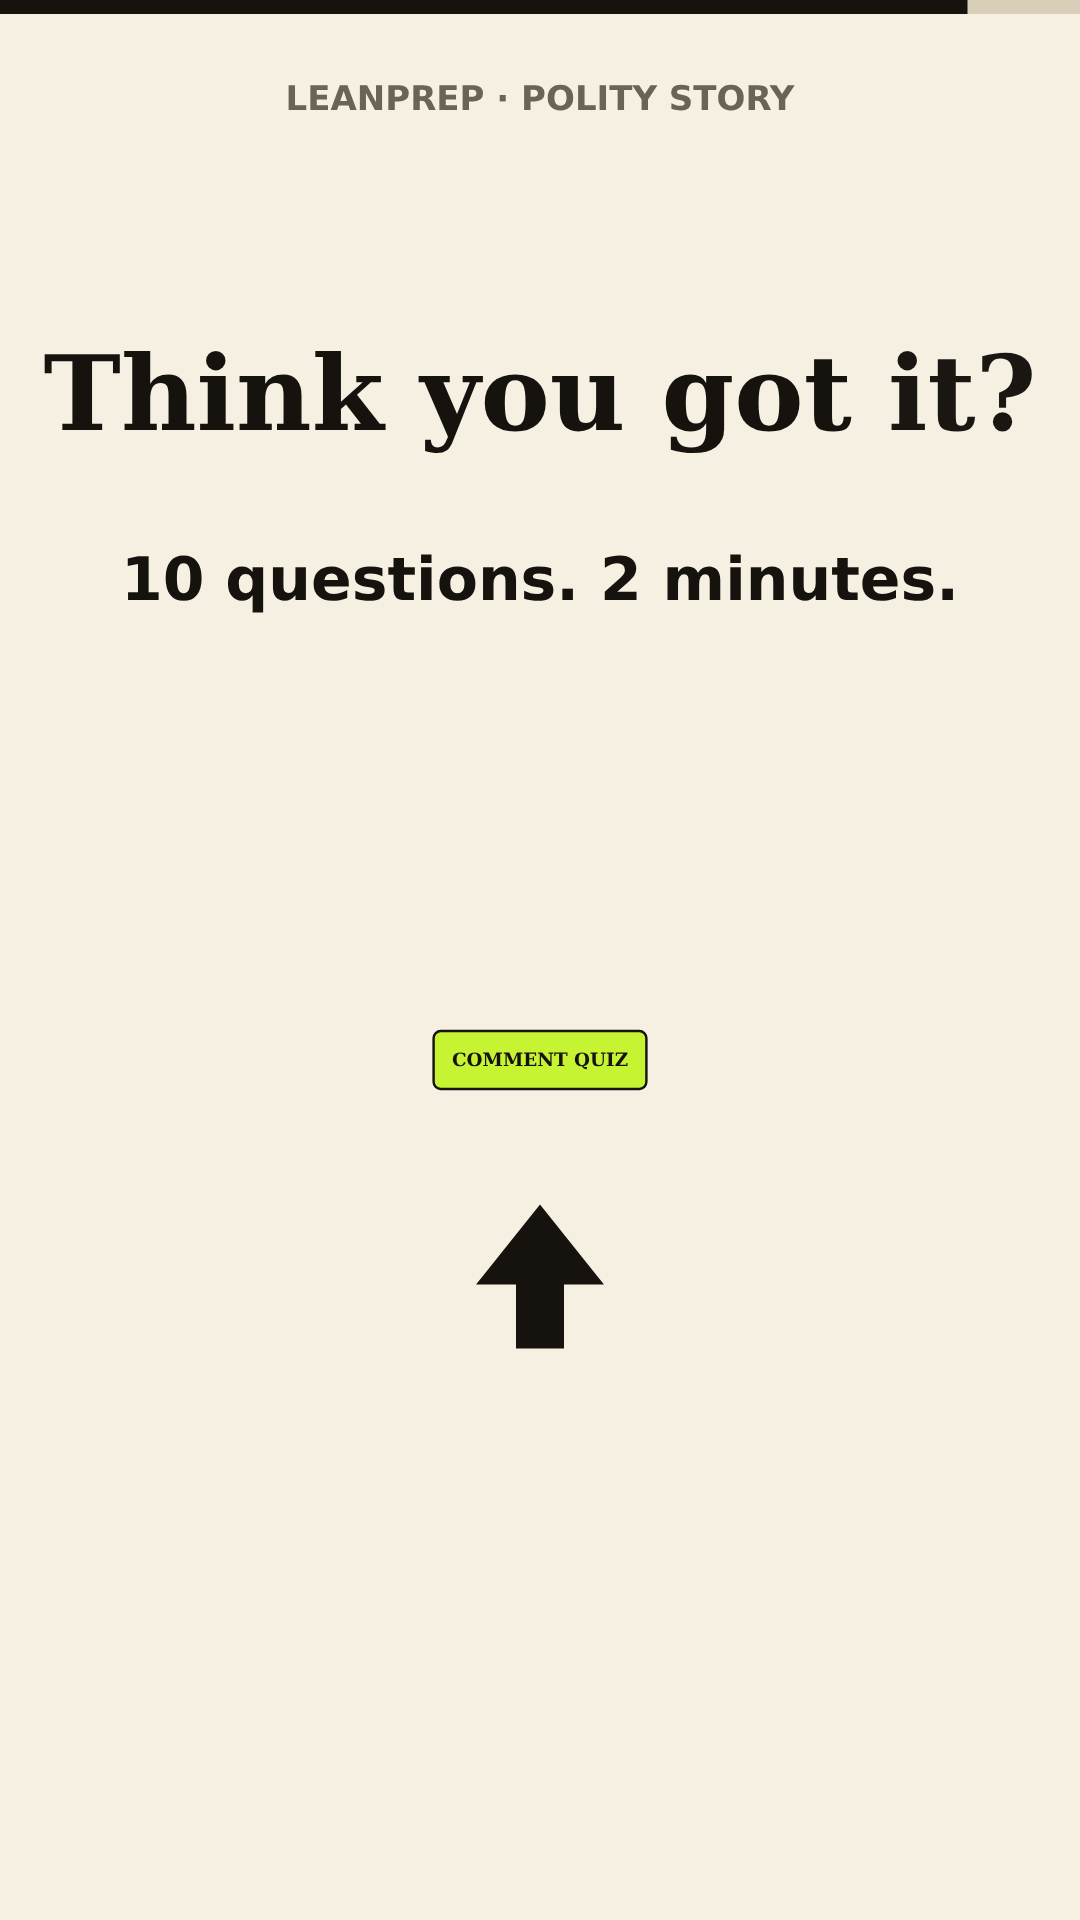 LEANPREP · POLITY STORY
Think you got it?
10 questions. 2 minutes.
COMMENT QUIZ